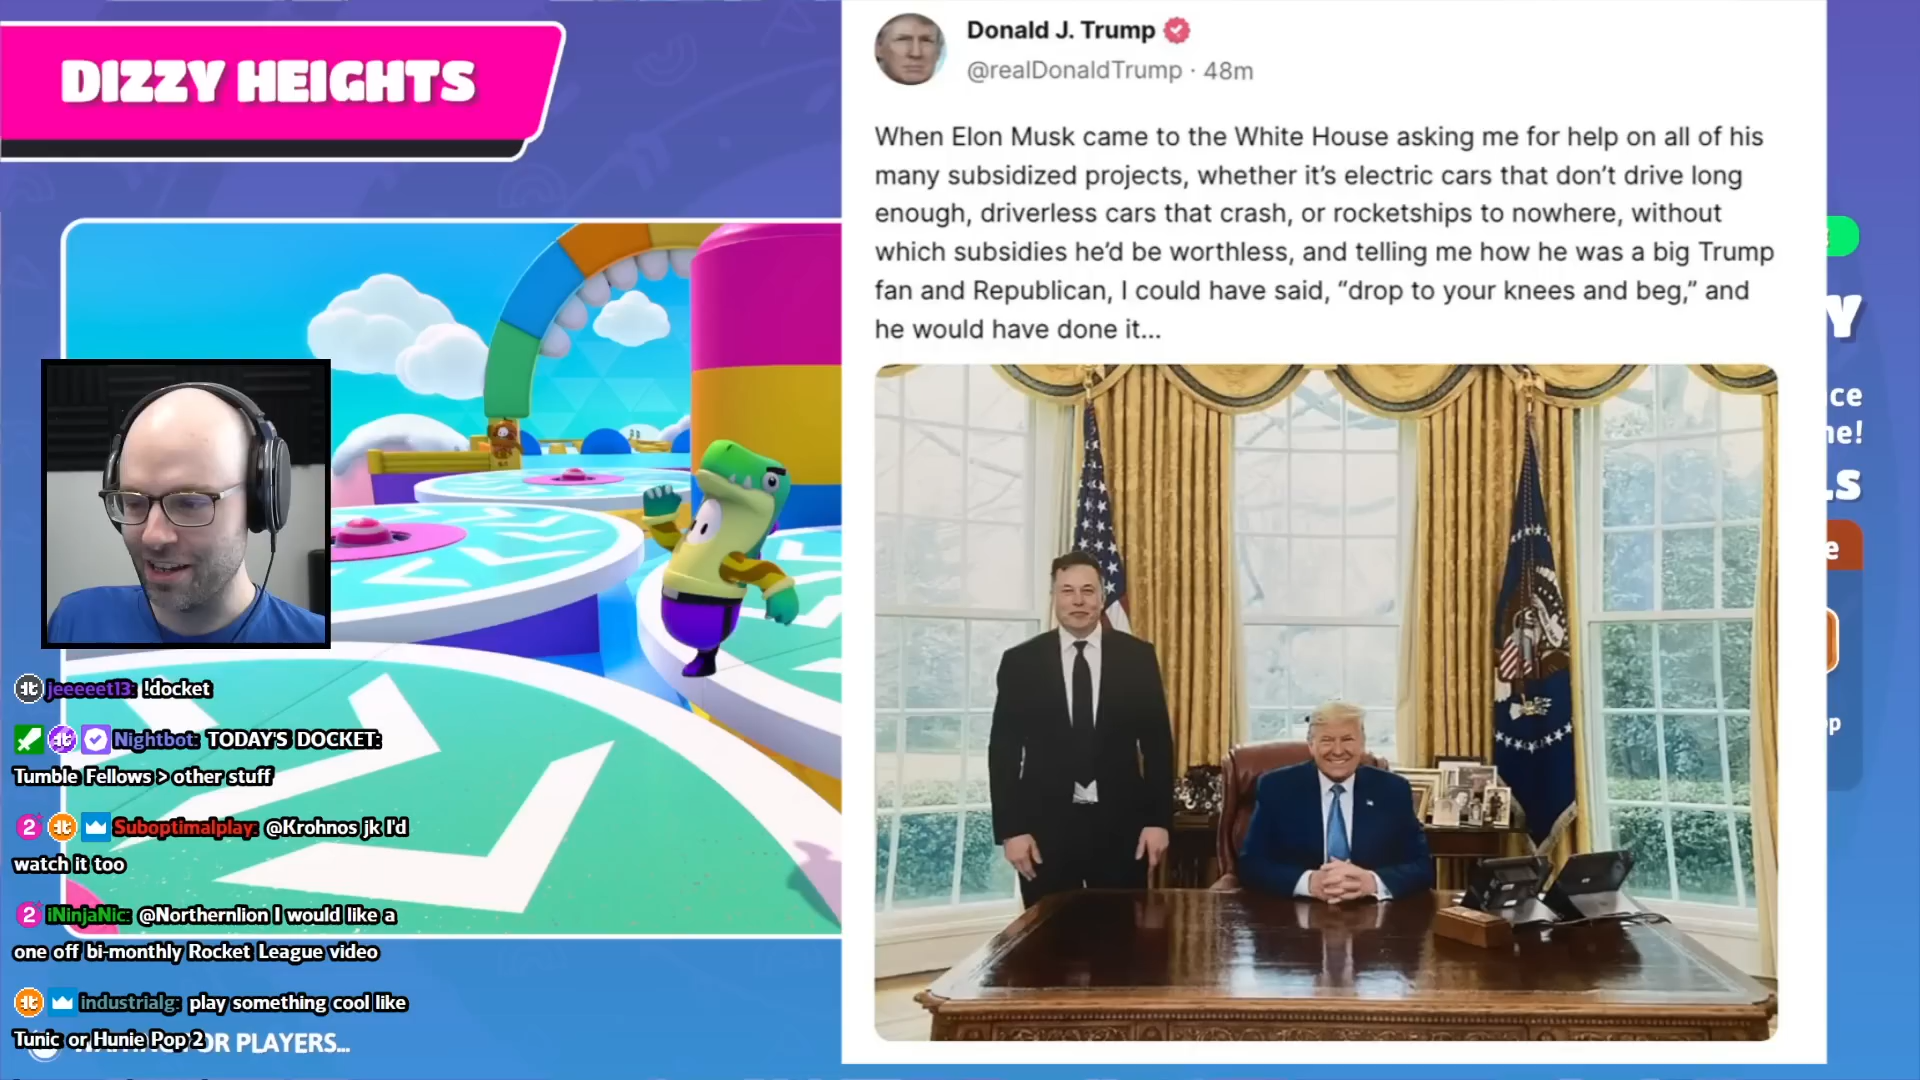 DIZZY HEIGHTS
Donald J. Trump
@realDonaldTrump · 48m
When Elon Musk came to the White House asking me for help on all of his
many subsidized projects, whether it’s electric cars that don’t drive long
enough, driverless cars that crash, or rocketships to nowhere, without
which subsidies he’d be worthless, and telling me how he was a big Trump
fan and Republican, I could have said, “drop to your knees and beg,” and
he would have done it...
jeeeeet13: !docket
Nightbot: TODAY'S DOCKET:
Tumble Fellows > other stuff
2 Suboptimalplay: @Krohnos jk I'd
watch it too
2 iNinjaNic: @Northernlion I would like a
one off bi-monthly Rocket League video
industrialg: play something cool like
Tunic or Hunie Pop 2
PLAYERS...